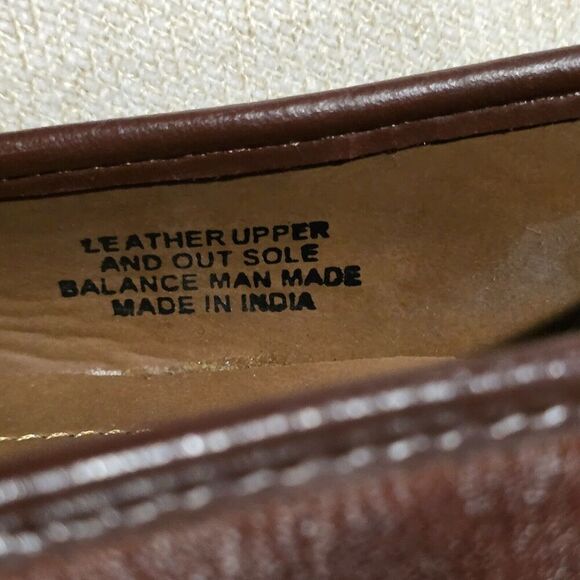 LEATHER UPPER
AND OUT SOLE
BALANCE MAN MADE
MADE IN INDIA